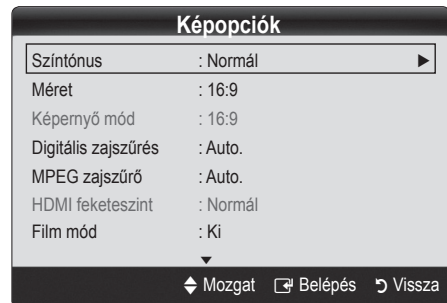 Képopciók
Színtónus : Normál ►
Méret : 16:9
Képernyő mód : 16:9
Digitális zajszűrés : Auto.
MPEG zajszűrő : Auto.
HDMI feketeszint : Normál
Film mód : Ki
▼
Mozgat Belépés Vissza